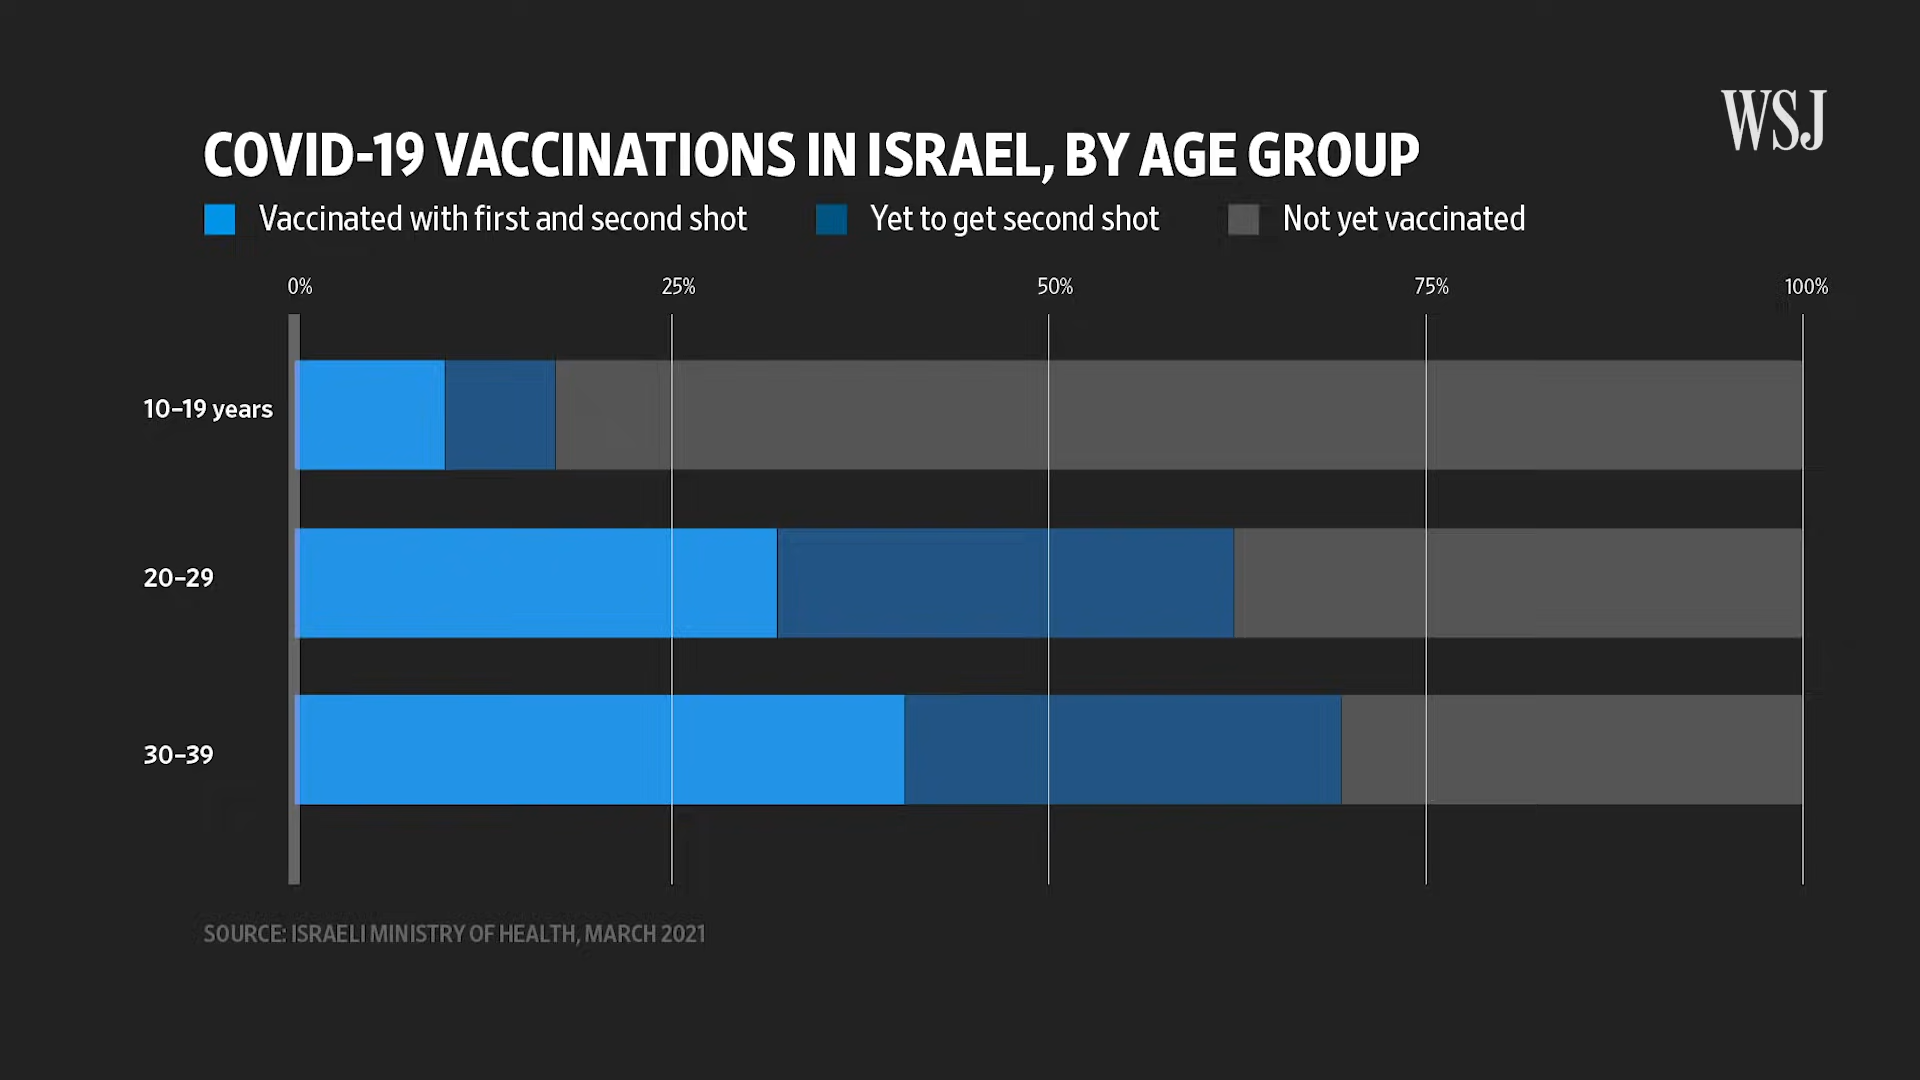 WSJ
COVID-19 VACCINATIONS IN ISRAEL, BY AGE GROUP
Vaccinated with first and second shot Yet to get second shot Not yet vaccinated
0% 25% 50% 75% 100%
10–19 years
20–29
30–39
SOURCE: ISRAELI MINISTRY OF HEALTH, MARCH 2021